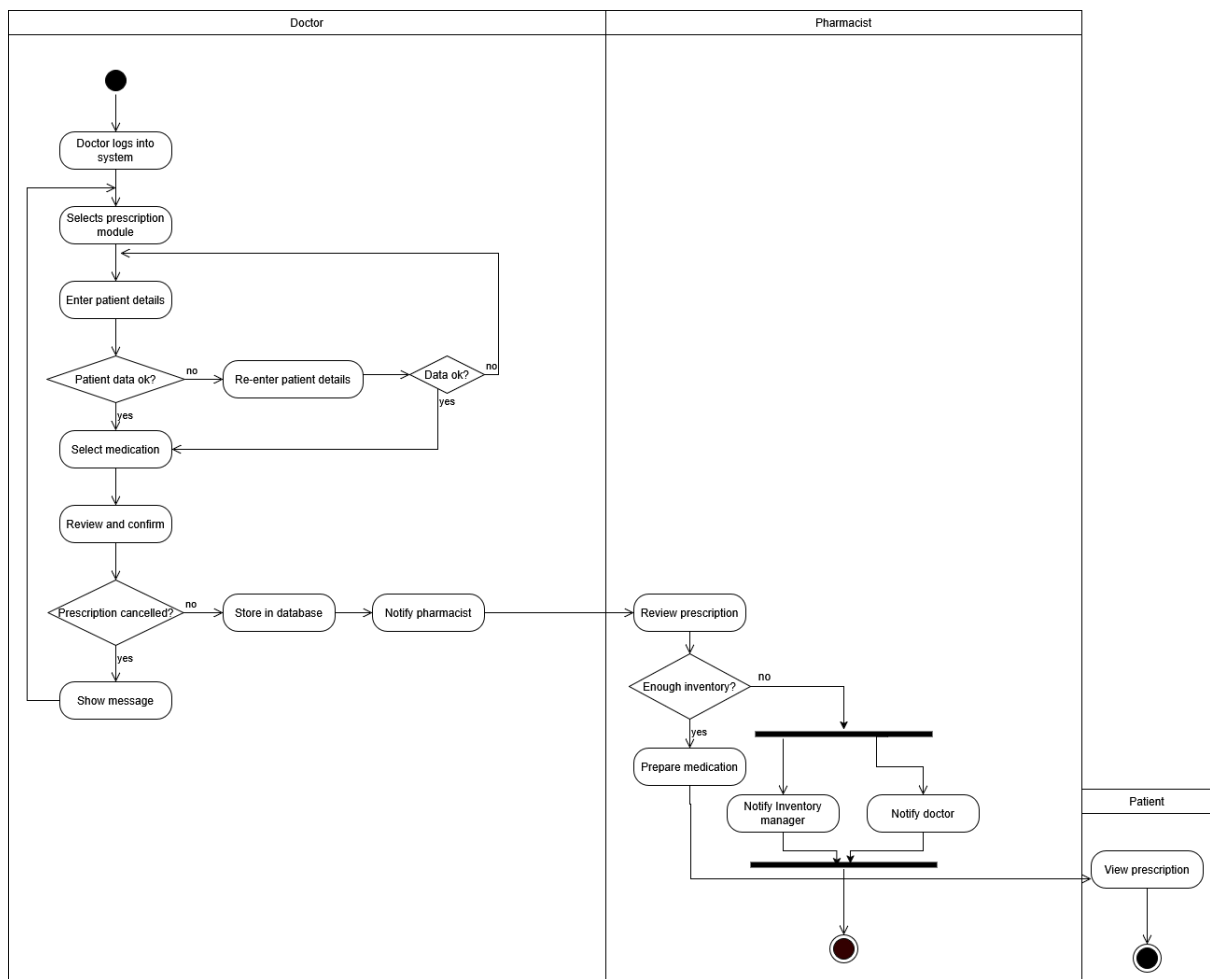 Doctor
Pharmacist
Doctor logs into
system
Selects prescription
module
Enter patient details
Patient data ok?
no
Re-enter patient details
Data ok?
no
yes
yes
Select medication
Review and confirm
Prescription cancelled?
no
Store in database
Notify pharmacist
Review prescription
yes
Show message
Enough inventory?
no
yes
Prepare medication
Notify Inventory
manager
Notify doctor
Patient
View prescription